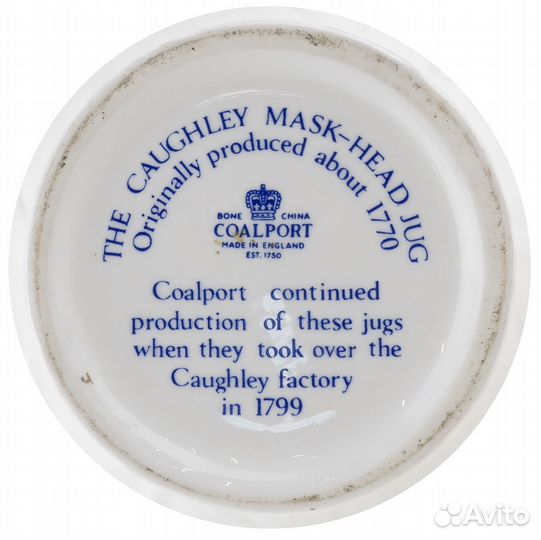 THE CAUGHLEY MASK-HEAD JUG
Originally produced about 1770
BONE CHINA
COALPORT
MADE IN ENGLAND
EST. 1750
Coalport continued
production of these jugs
when they took over the
Caughley factory
in 1799
Avito